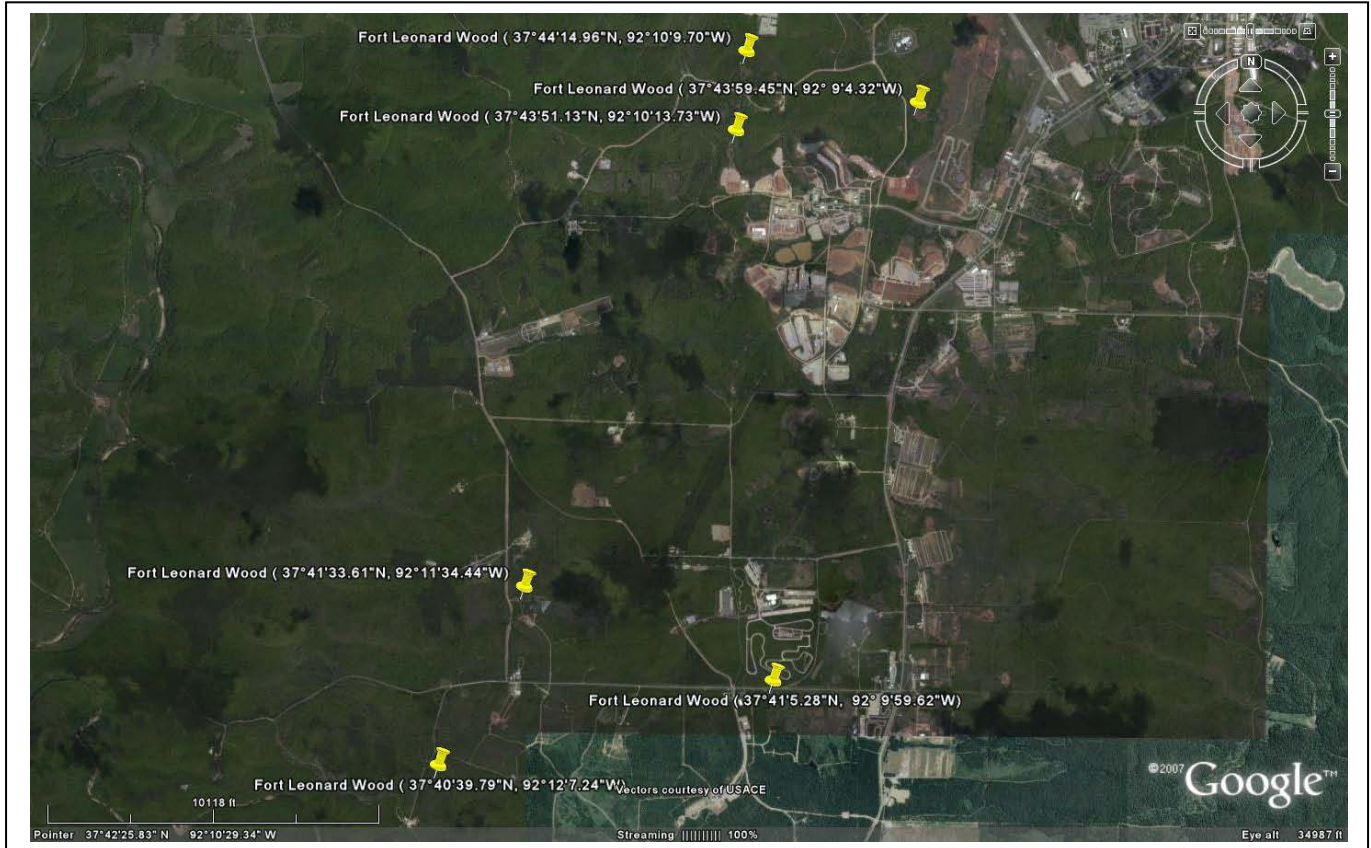 Fort Leonard Wood ( 37°44'14.96"N, 92°10'9.70"W)
Fort Leonard Wood ( 37°43'59.45"N, 92° 9'4.32"W)
Fort Leonard Wood ( 37°43'51.13"N, 92°10'13.73"W)
N
Fort Leonard Wood ( 37°41'33.61"N, 92°11'34.44"W)
Fort Leonard Wood ( 37°41'5.28"N, 92° 9'59.62"W)
Fort Leonard Wood ( 37°40'39.79"N, 92°12'7.24"W)
Vectors courtesy of USACE
©2007 Google™
10118 ft
Pointer 37°42'25.83" N 92°10'29.34" W Streaming |||||||||| 100% Eye alt 34987 ft